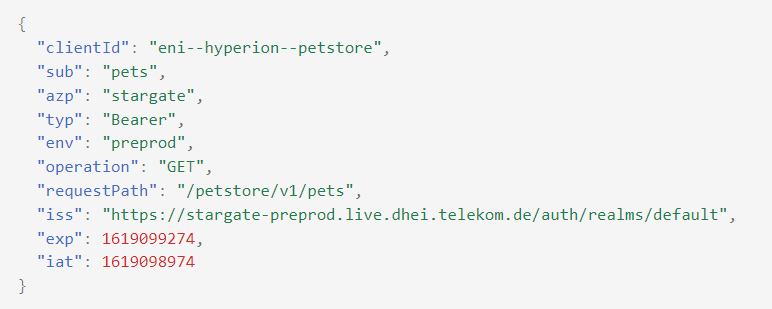 {
"clientId": "eni--hyperion--petstore",
"sub": "pets",
"azp": "stargate",
"typ": "Bearer",
"env": "preprod",
"operation": "GET",
"requestPath": "/petstore/v1/pets",
"iss": "https://stargate-preprod.live.dhei.telekom.de/auth/realms/default",
"exp": 1619099274,
"iat": 1619098974
}